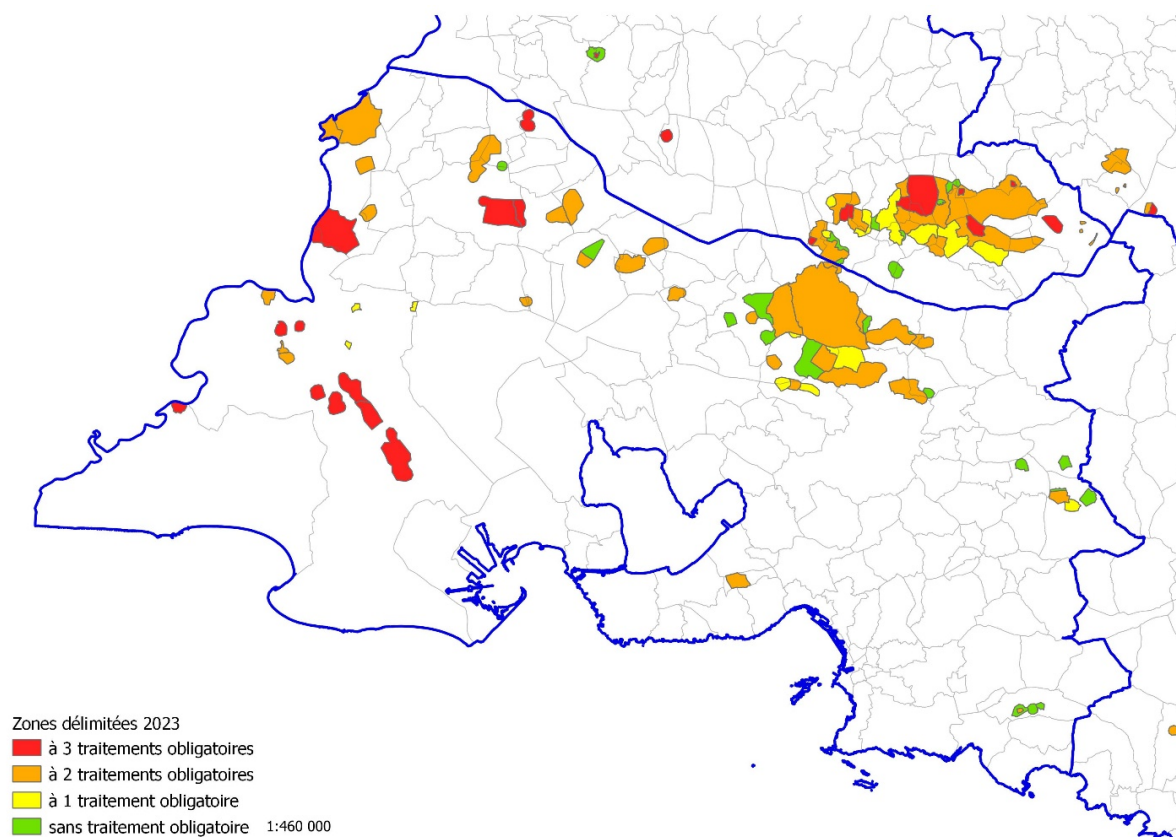 Zones délimitées 2023
à 3 traitements obligatoires
à 2 traitements obligatoires
à 1 traitement obligatoire
sans traitement obligatoire 1:460 000